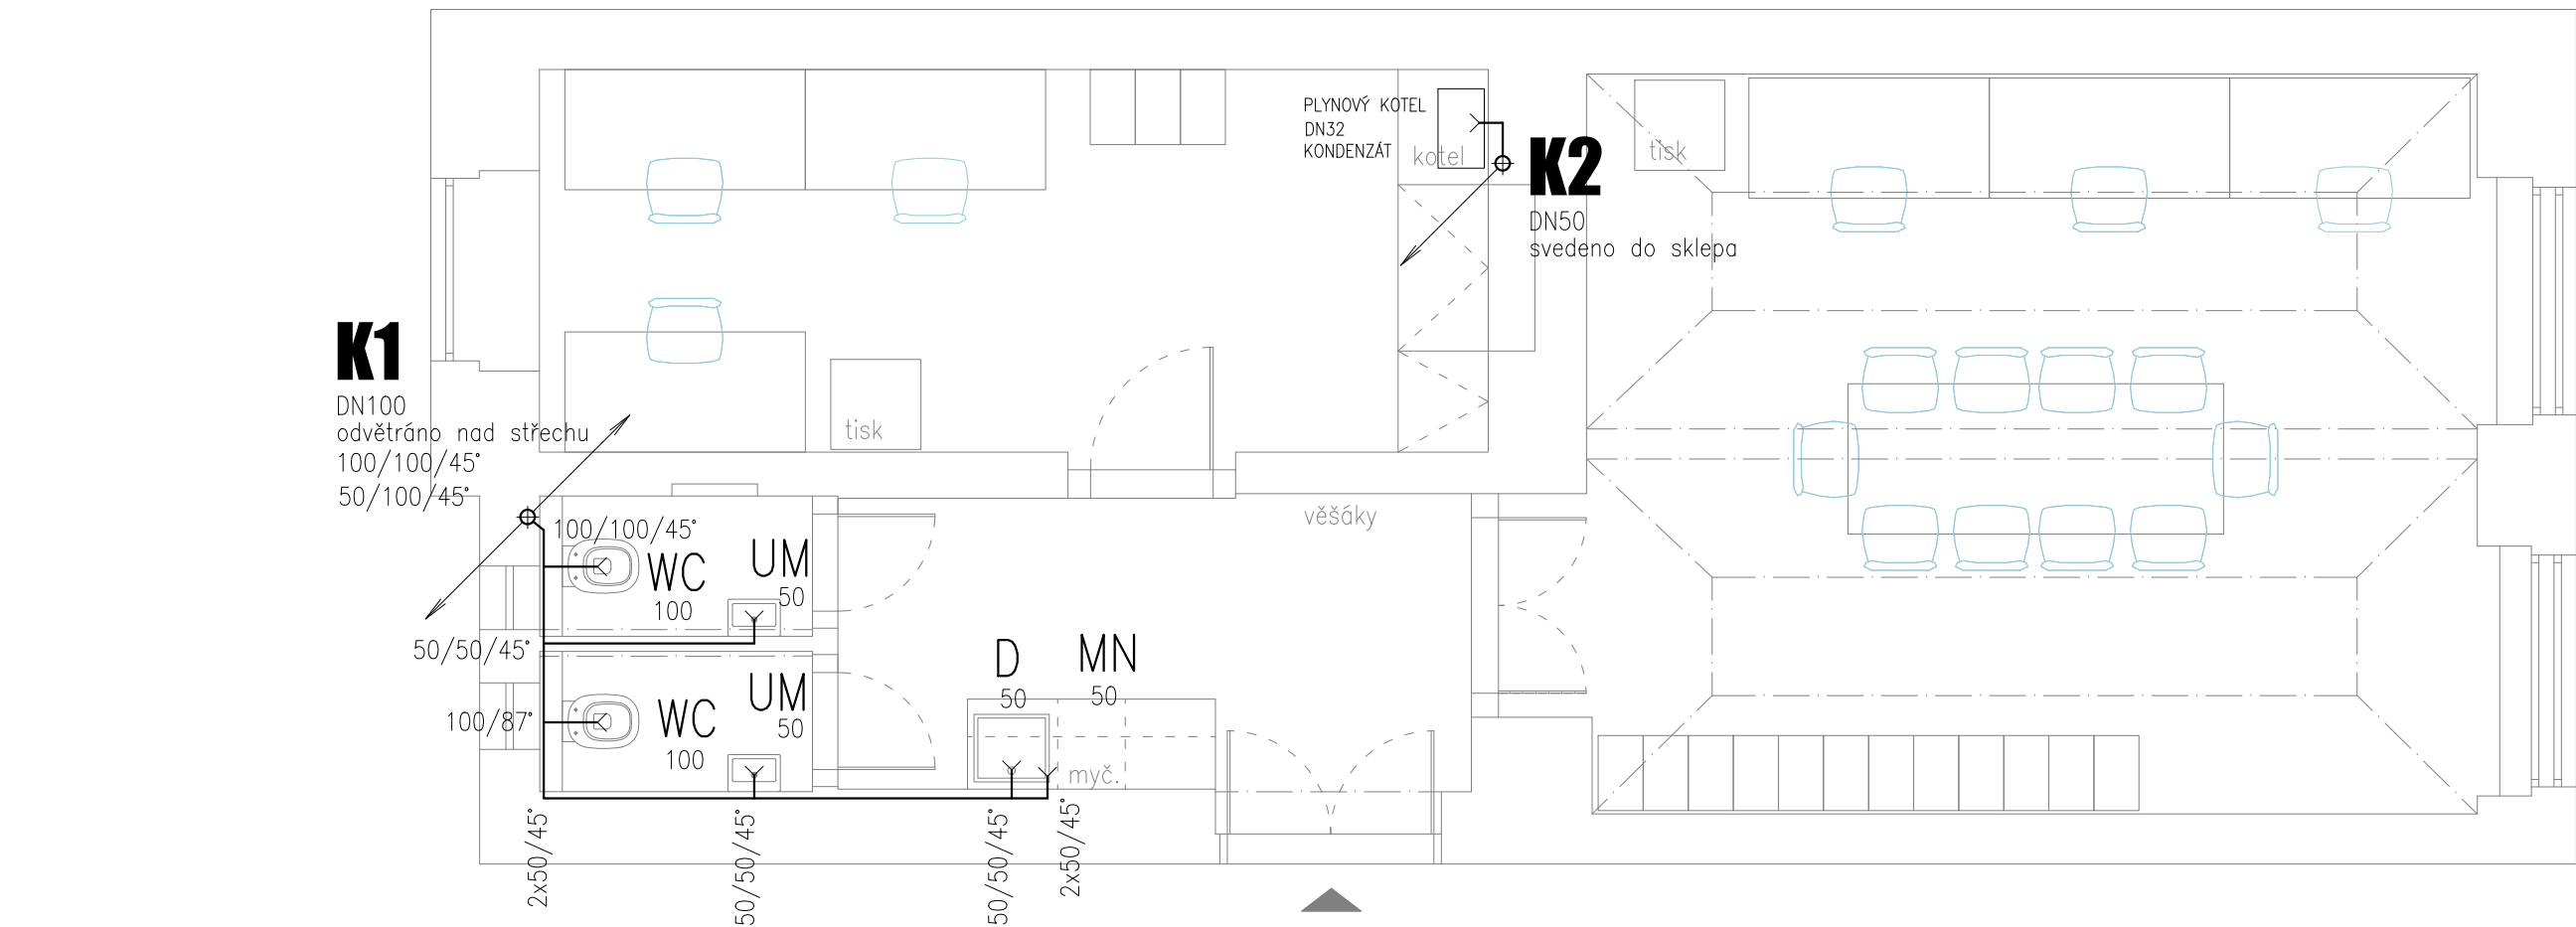 PLYNOVÝ KOTEL
DN32
KONDENZÁT
kotel
K2
DN50
svedeno do sklepa
tisk
K1
DN100
odvětráno nad střechu
100/100/45°
50/100/45°
tisk
věšáky
100/100/45°
WC
100
UM
50
50/50/45°
D
50
MN
50
100/87°
WC
100
UM
50
myč.
2x50/45°
50/50/45°
50/50/45°
2x50/45°